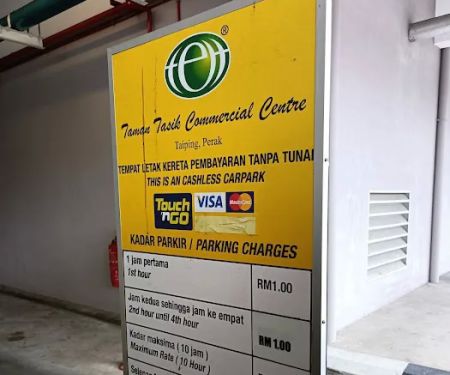 tet ®
Taman Tasik Commercial Centre
Taiping, Perak
TEMPAT LETAK KERETA PEMBAYARAN TANPA TUNAI
THIS IS AN CASHLESS CARPARK
Touch 'n GO VISA MasterCard
KADAR PARKIR / PARKING CHARGES
1 jam pertama
1st hour
RM1.00
Jam kedua sehingga jam ke empat
2nd hour until 4th hour
RM 1.00
Kadar maksima ( 10 jam )
Maximum Rate ( 10 Hour )